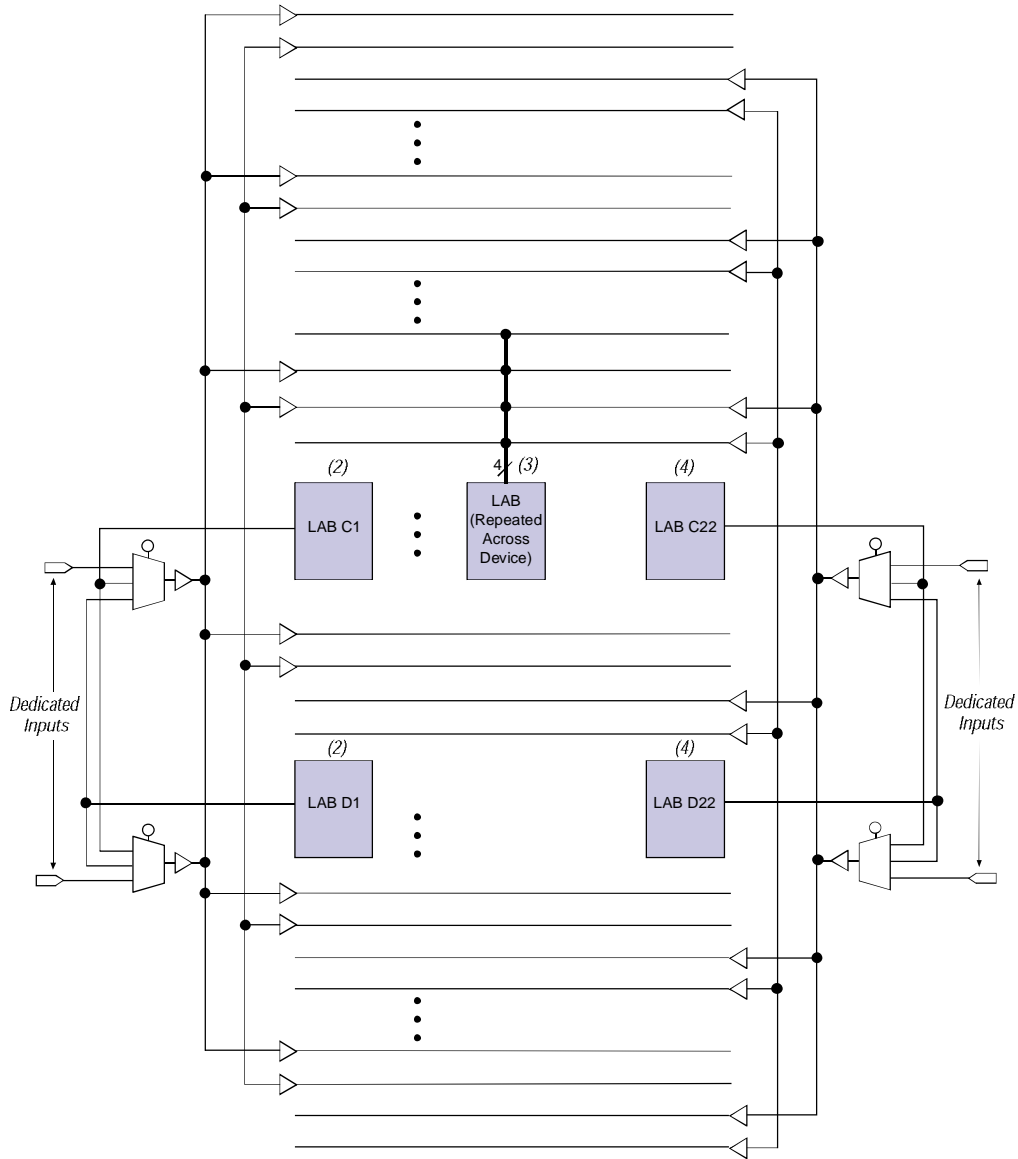 (2)
4
(3)
(4)
LAB C1
LAB
(Repeated
Across
Device)
LAB C22
Dedicated
Inputs
Dedicated
Inputs
(2)
(4)
LAB D1
LAB D22